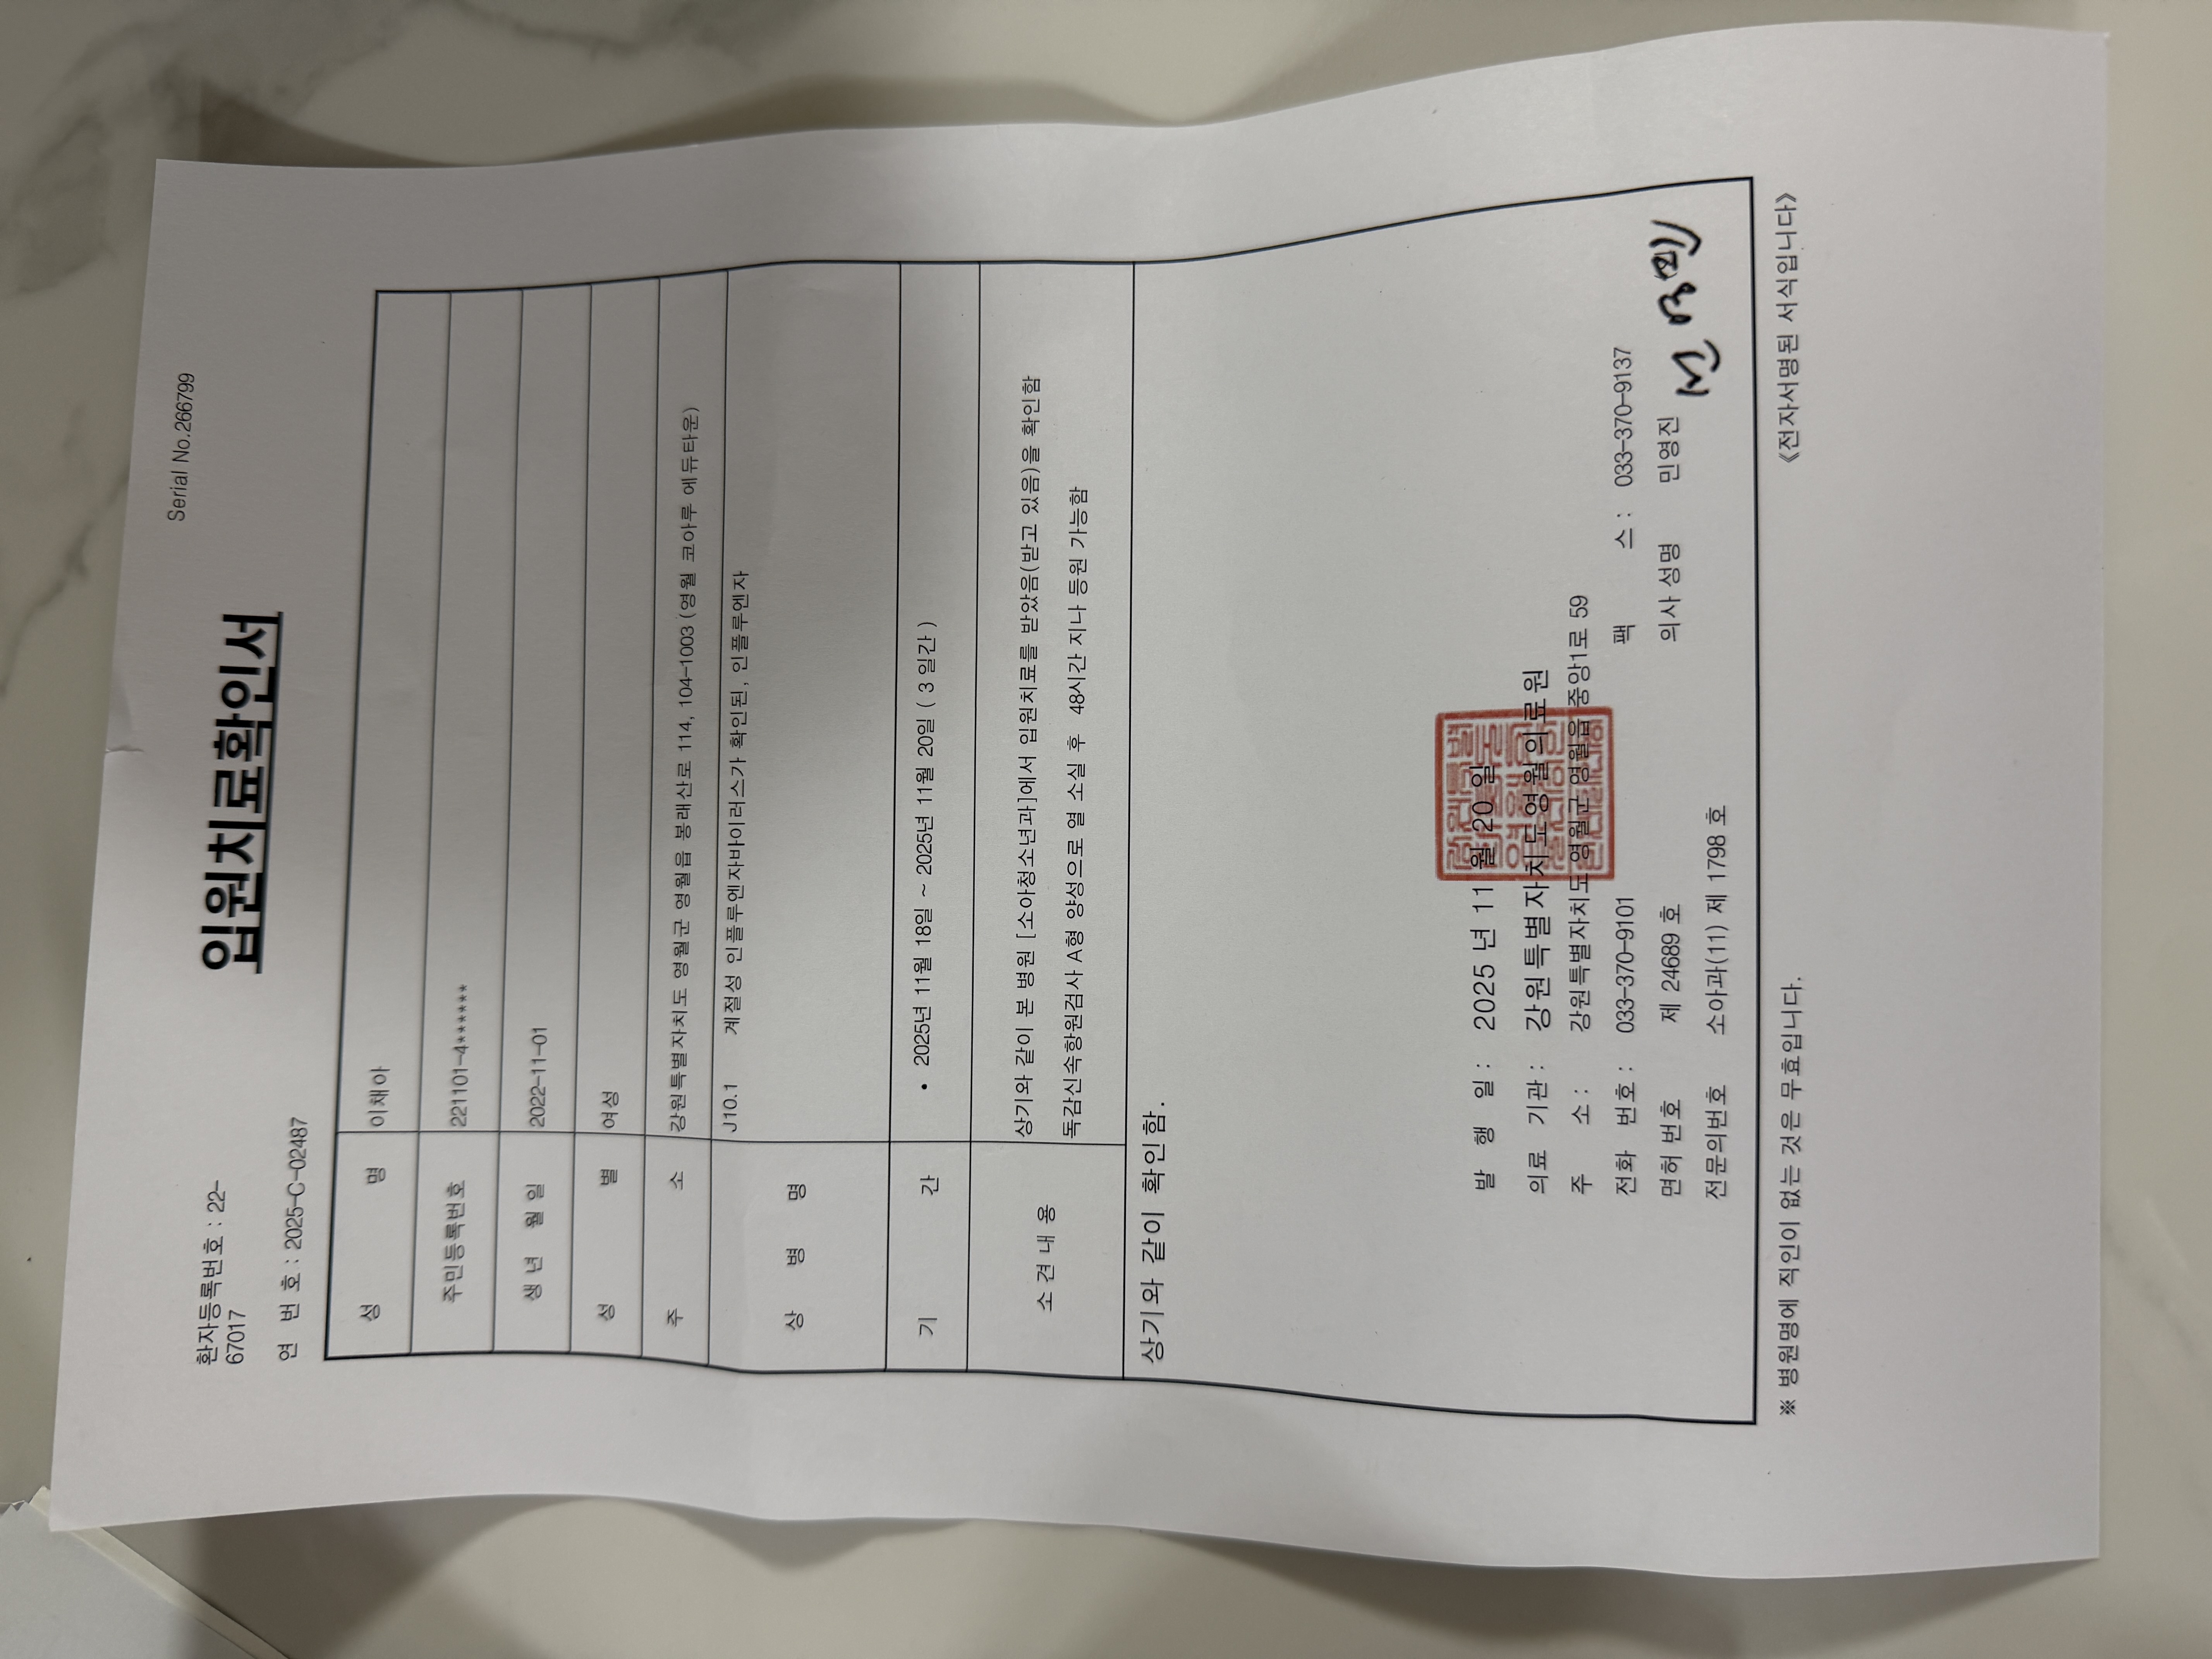 Serial No.266799
입원치료확인서
환자등록번호 : 22-
67017
연 번 호 : 2025-C-02487
성 명 이채아
주민등록번호 221101-4******
생 년 월 일 2022-11-01
성 별 여성
주 소 강원특별자치도 영월군 영월읍 봉래산로 114, 104-1003 (영월 코아루 에듀타운)
상 병 명 J10.1 계절성 인플루엔자바이러스가 확인된, 인플루엔자
기 간 • 2025년 11월 18일 ~ 2025년 11월 20일 ( 3 일간 )
소 견 내 용 상기와 같이 본 병원 [소아청소년과]에서 입원치료를 받았음(받고 있음)을 확인함
독감신속항원검사 A형 양성으로 열 소실 후 48시간 지나 등원 가능함
상기와 같이 확인함.
발 행 일 : 2025 년 11 월 20 일
의료 기관 : 강원특별자치도영월의료원
주 소 : 강원특별자치도 영월군 영월읍 중앙1로 59
전화 번호 : 033-370-9101 팩 스 : 033-370-9137
면허 번호 제 24689 호 의사 성명 민영진
전문의번호 소아과(11) 제 1798 호
※ 병원명에 직인이 없는 것은 무효입니다. 《전자서명된 서식입니다》